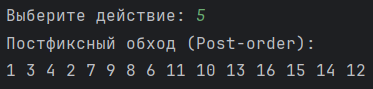 Выберите действие: 5
Постфиксный обход (Post-order):
1 3 4 2 7 9 8 6 11 10 13 16 15 14 12